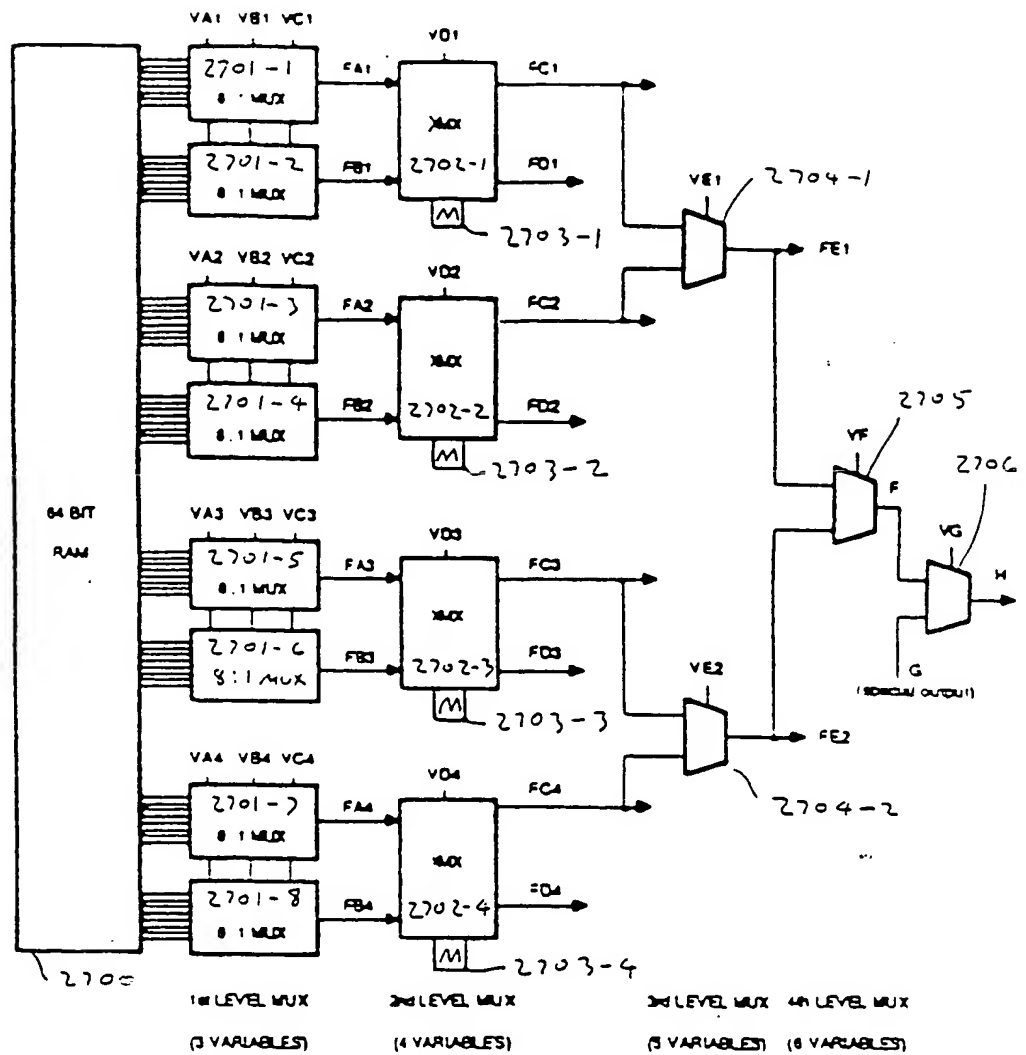 VA1 VB1 VC1
2701-1
8:1 MUX
FA1
VD1
FC1
XMUX
2702-1
2701-2
8:1 MUX
FB1
FD1
M
2703-1
VE1
2704-1
FE1
VA2 VB2 VC2
2701-3
8:1 MUX
FA2
VD2
FC2
XMUX
2702-2
2701-4
8:1 MUX
FB2
FD2
M
2703-2
2705
VF
F
2706
VG
H
G
(SPECIAL OUTPUT)
64 BIT
RAM
VA3 VB3 VC3
2701-5
8:1 MUX
FA3
VD3
FC3
XMUX
2702-3
2701-6
8:1 MUX
FB3
FD3
M
2703-3
VE2
FE2
2704-2
VA4 VB4 VC4
2701-7
8:1 MUX
FA4
VD4
FC4
XMUX
2702-4
2701-8
8:1 MUX
FB4
FD4
M
2703-4
2700
1st LEVEL MUX 2nd LEVEL MUX 3rd LEVEL MUX 4th LEVEL MUX
(3 VARIABLES) (4 VARIABLES) (5 VARIABLES) (6 VARIABLES)